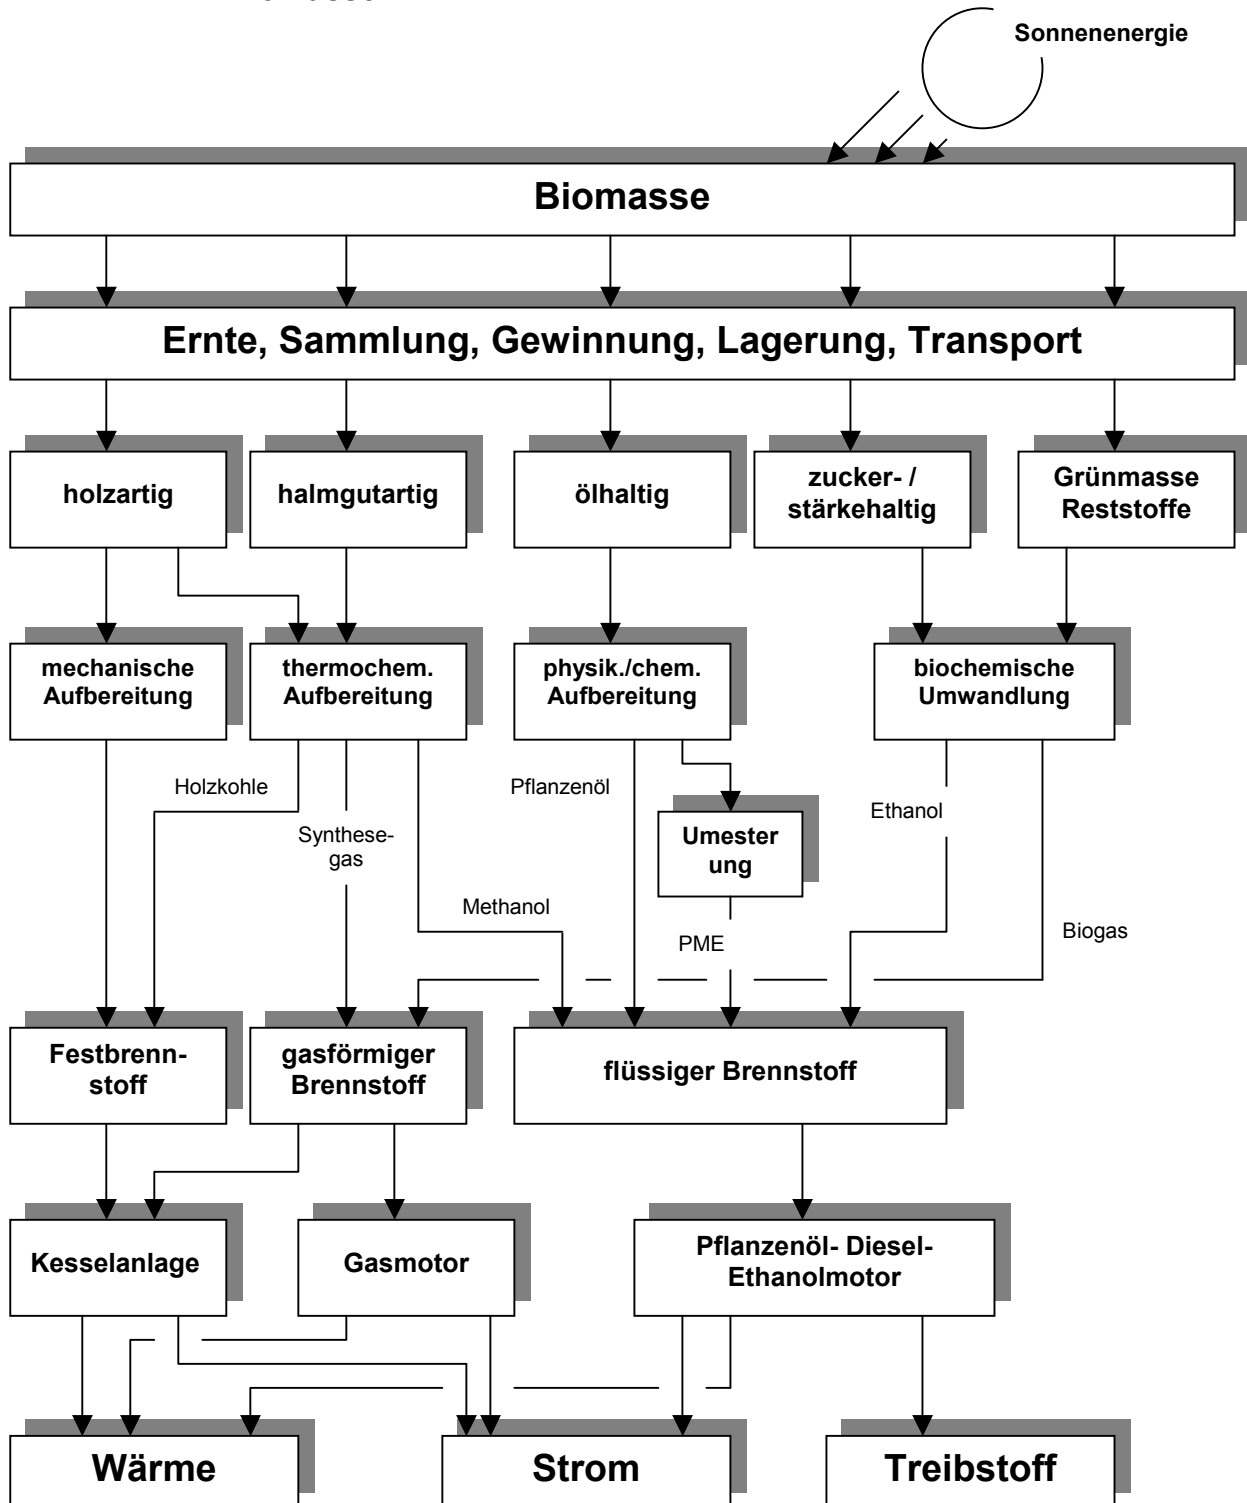 Sonnenenergie
Biomasse
Ernte, Sammlung, Gewinnung, Lagerung, Transport
holzartig
halmgutartig
ölhaltig
zucker- /
stärkehaltig
Grünmasse
Reststoffe
mechanische
Aufbereitung
thermochem.
Aufbereitung
physik./chem.
Aufbereitung
biochemische
Umwandlung
Holzkohle
Synthese-
gas
Methanol
Pflanzenöl
Umester
ung
PME
Ethanol
Biogas
Festbrenn-
stoff
gasförmiger
Brennstoff
flüssiger Brennstoff
Kesselanlage
Gasmotor
Pflanzenöl- Diesel-
Ethanolmotor
Wärme
Strom
Treibstoff